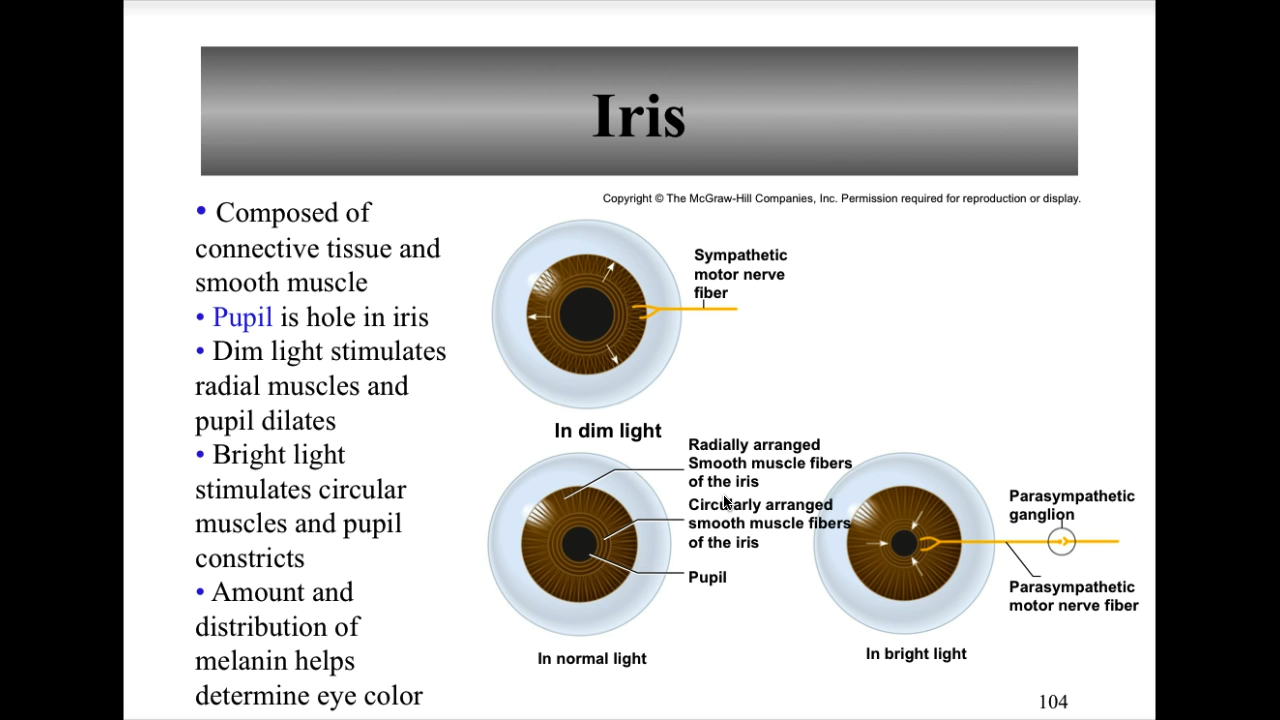 Iris
Copyright © The McGraw-Hill Companies, Inc. Permission required for reproduction or display.
• Composed of
connective tissue and
smooth muscle
• Pupil is hole in iris
• Dim light stimulates
radial muscles and
pupil dilates
• Bright light
stimulates circular
muscles and pupil
constricts
• Amount and
distribution of
melanin helps
determine eye color
Sympathetic
motor nerve
fiber
In dim light
Radially arranged
Smooth muscle fibers
of the iris
Circularly arranged
smooth muscle fibers
of the iris
Pupil
In normal light
Parasympathetic
ganglion
Parasympathetic
motor nerve fiber
In bright light
104